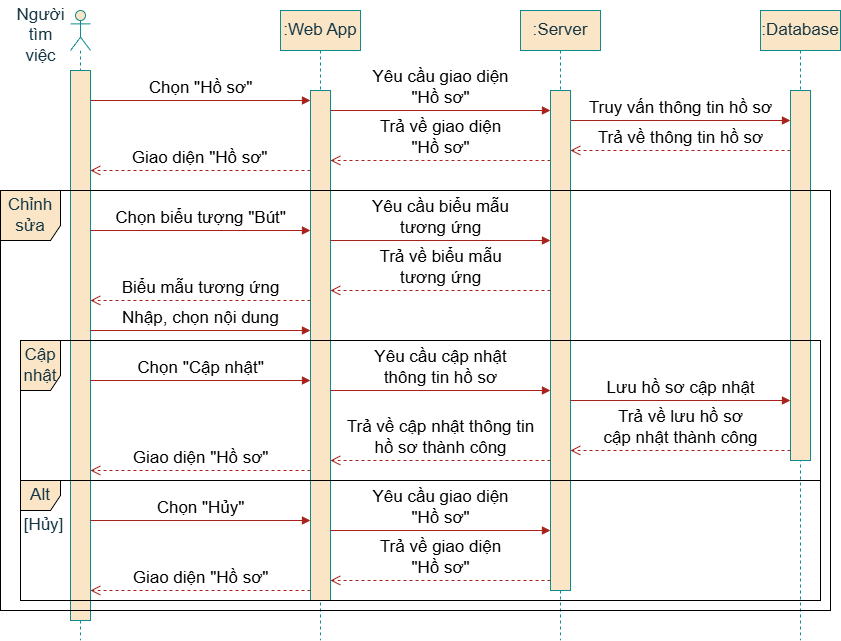 Người
tìm
việc
:Web App
:Server
:Database
Chọn "Hồ sơ"
Yêu cầu giao diện
"Hồ sơ"
Truy vấn thông tin hồ sơ
Trả về thông tin hồ sơ
Trả về giao diện
"Hồ sơ"
Giao diện "Hồ sơ"
Chỉnh
sửa
Chọn biểu tượng "Bút"
Yêu cầu biểu mẫu
tương ứng
Trả về biểu mẫu
tương ứng
Biểu mẫu tương ứng
Nhập, chọn nội dung
Cập
nhật
Chọn "Cập nhật"
Yêu cầu cập nhật
thông tin hồ sơ
Lưu hồ sơ cập nhật
Trả về lưu hồ sơ
cập nhật thành công
Trả về cập nhật thông tin
hồ sơ thành công
Giao diện "Hồ sơ"
Alt
[Hủy]
Chọn "Hủy"
Yêu cầu giao diện
"Hồ sơ"
Trả về giao diện
"Hồ sơ"
Giao diện "Hồ sơ"